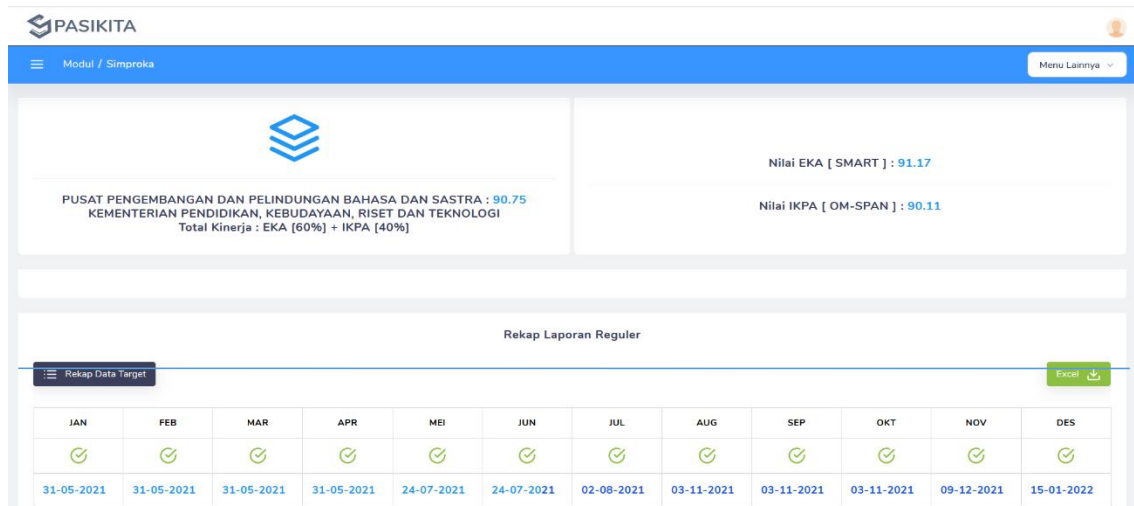 PASIKITA
Modul / Simproka
Menu Lainnya
PUSAT PENGEMBANGAN DAN PELINDUNGAN BAHASA DAN SASTRA : 90.75
KEMENTERIAN PENDIDIKAN, KEBUDAYAAN, RISET DAN TEKNOLOGI
Total Kinerja : EKA [60%] + IKPA [40%]
Nilai EKA [ SMART ] : 91.17
Nilai IKPA [ OM-SPAN ] : 90.11
Rekap Laporan Reguler
Rekap Data Target
Excel
JAN FEB MAR APR MEI JUN JUL AUG SEP OKT NOV DES
31-05-2021 31-05-2021 31-05-2021 31-05-2021 24-07-2021 24-07-2021 02-08-2021 03-11-2021 03-11-2021 03-11-2021 09-12-2021 15-01-2022